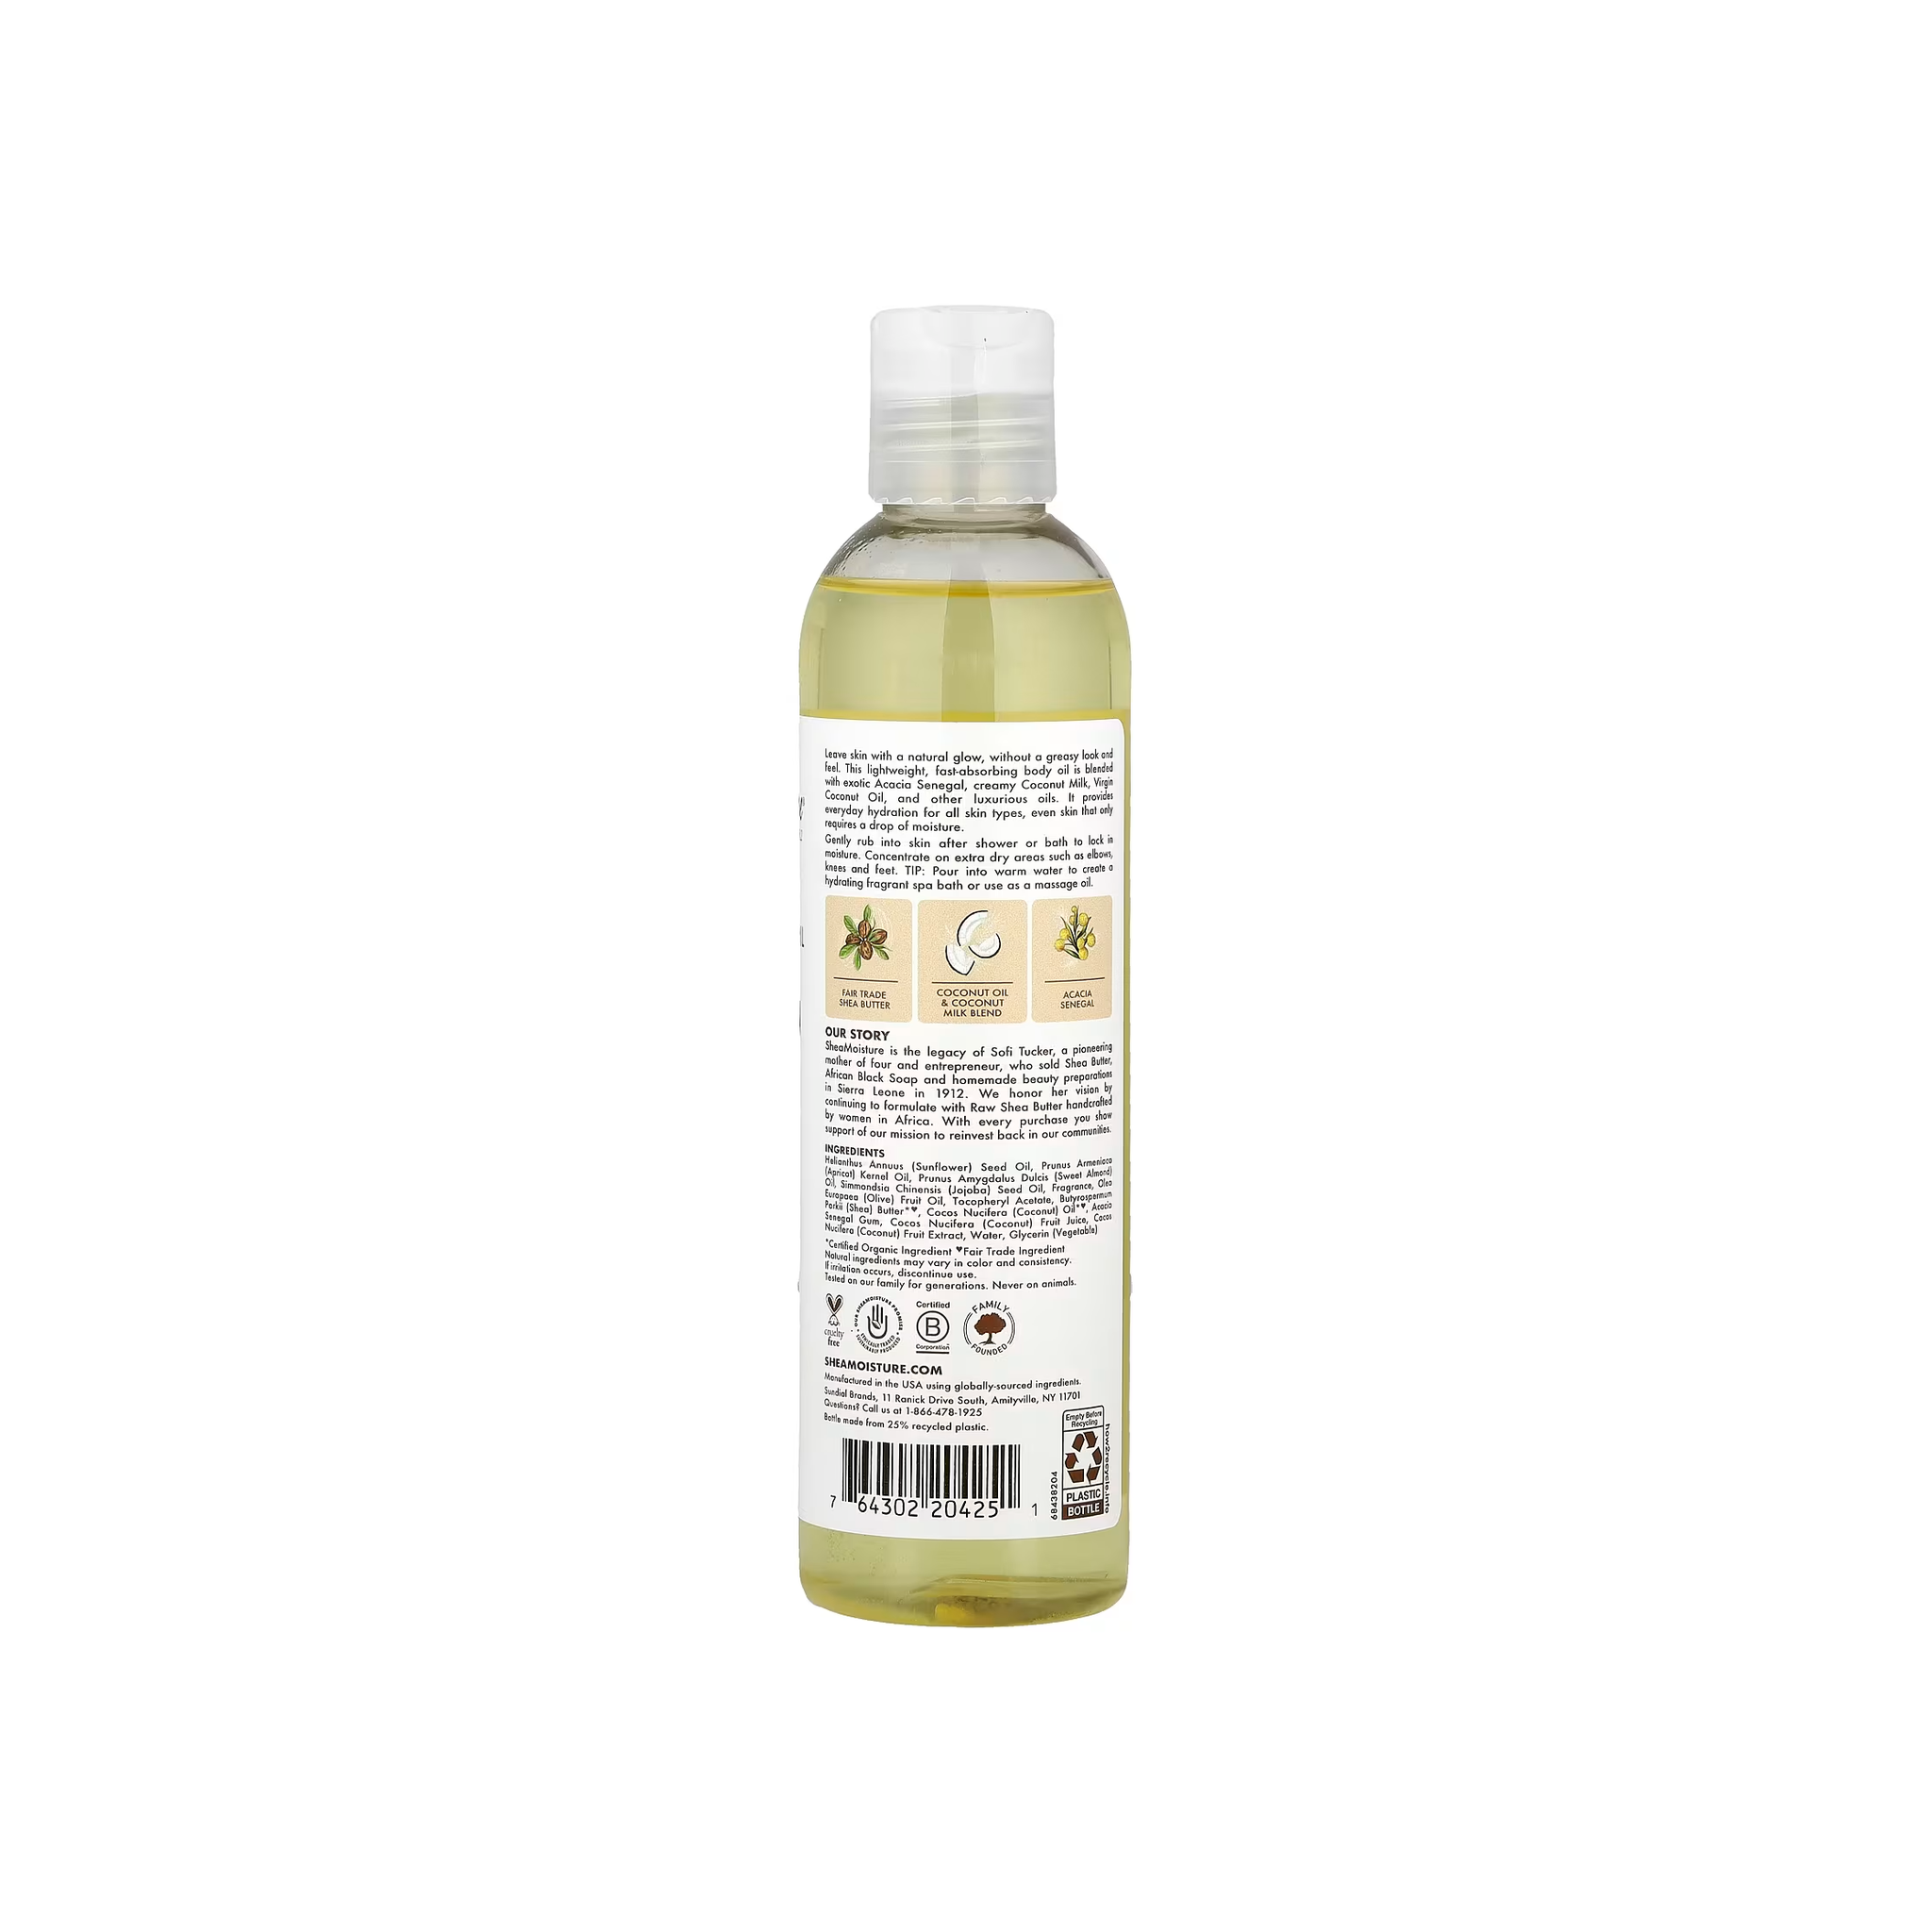 Leave skin with a natural glow, without a greasy look and
feel. This lightweight, fast-absorbing body oil is blended
with exotic Acacia Senegal, creamy Coconut Milk, Virgin
Coconut Oil, and other luxurious oils. It provides
everyday hydration for all skin types, even skin that only
requires a drop of moisture.
Gently rub into skin after shower or bath to lock in
moisture. Concentrate on extra dry areas such as elbows,
knees and feet. TIP: Pour into warm water to create a
hydrating fragrant spa bath or use as a massage oil.
FAIR TRADE
SHEA BUTTER
COCONUT OIL
& COCONUT
MILK BLEND
ACACIA
SENEGAL
OUR STORY
SheaMoisture is the legacy of Sofi Tucker, a pioneering
mother of four and entrepreneur, who sold Shea Butter,
African Black Soap and homemade beauty preparations
in Sierra Leone in 1912. We honor her vision by
continuing to formulate with Raw Shea Butter handcrafted
by women in Africa. With every purchase you show
support of our mission to reinvest back in our communities.
INGREDIENTS
Helianthus Annuus (Sunflower) Seed Oil, Prunus Armeniaca
(Apricot) Kernel Oil, Prunus Amygdalus Dulcis (Sweet Almond)
Oil, Simmondsia Chinensis (Jojoba) Seed Oil, Fragrance, Olea
Europaea (Olive) Fruit Oil, Tocopheryl Acetate, Butyrospermum
Parkii (Shea) Butter*♥, Cocos Nucifera (Coconut) Oil*♥, Acacia
Senegal Gum, Cocos Nucifera (Coconut) Fruit Juice, Cocos
Nucifera (Coconut) Fruit Extract, Water, Glycerin (Vegetable)
*Certified Organic Ingredient ♥Fair Trade Ingredient
Natural ingredients may vary in color and consistency.
If irritation occurs, discontinue use.
Tested on our family for generations. Never on animals.
cruelty
free
OUR SHEAMOISTURE PROMISE
ETHICALLY TRADED
SUSTAINABLY PRODUCED
Certified
B
Corporation
FAMILY
FOUNDED
SHEAMOISTURE.COM
Manufactured in the USA using globally-sourced ingredients.
Sundial Brands, 11 Ranick Drive South, Amityville, NY 11701
Questions? Call us at 1-866-478-1925
Bottle made from 25% recycled plastic.
7 64302 20425 1
68438204
Empty Before
Recycling
PLASTIC
BOTTLE
how2recycle.info